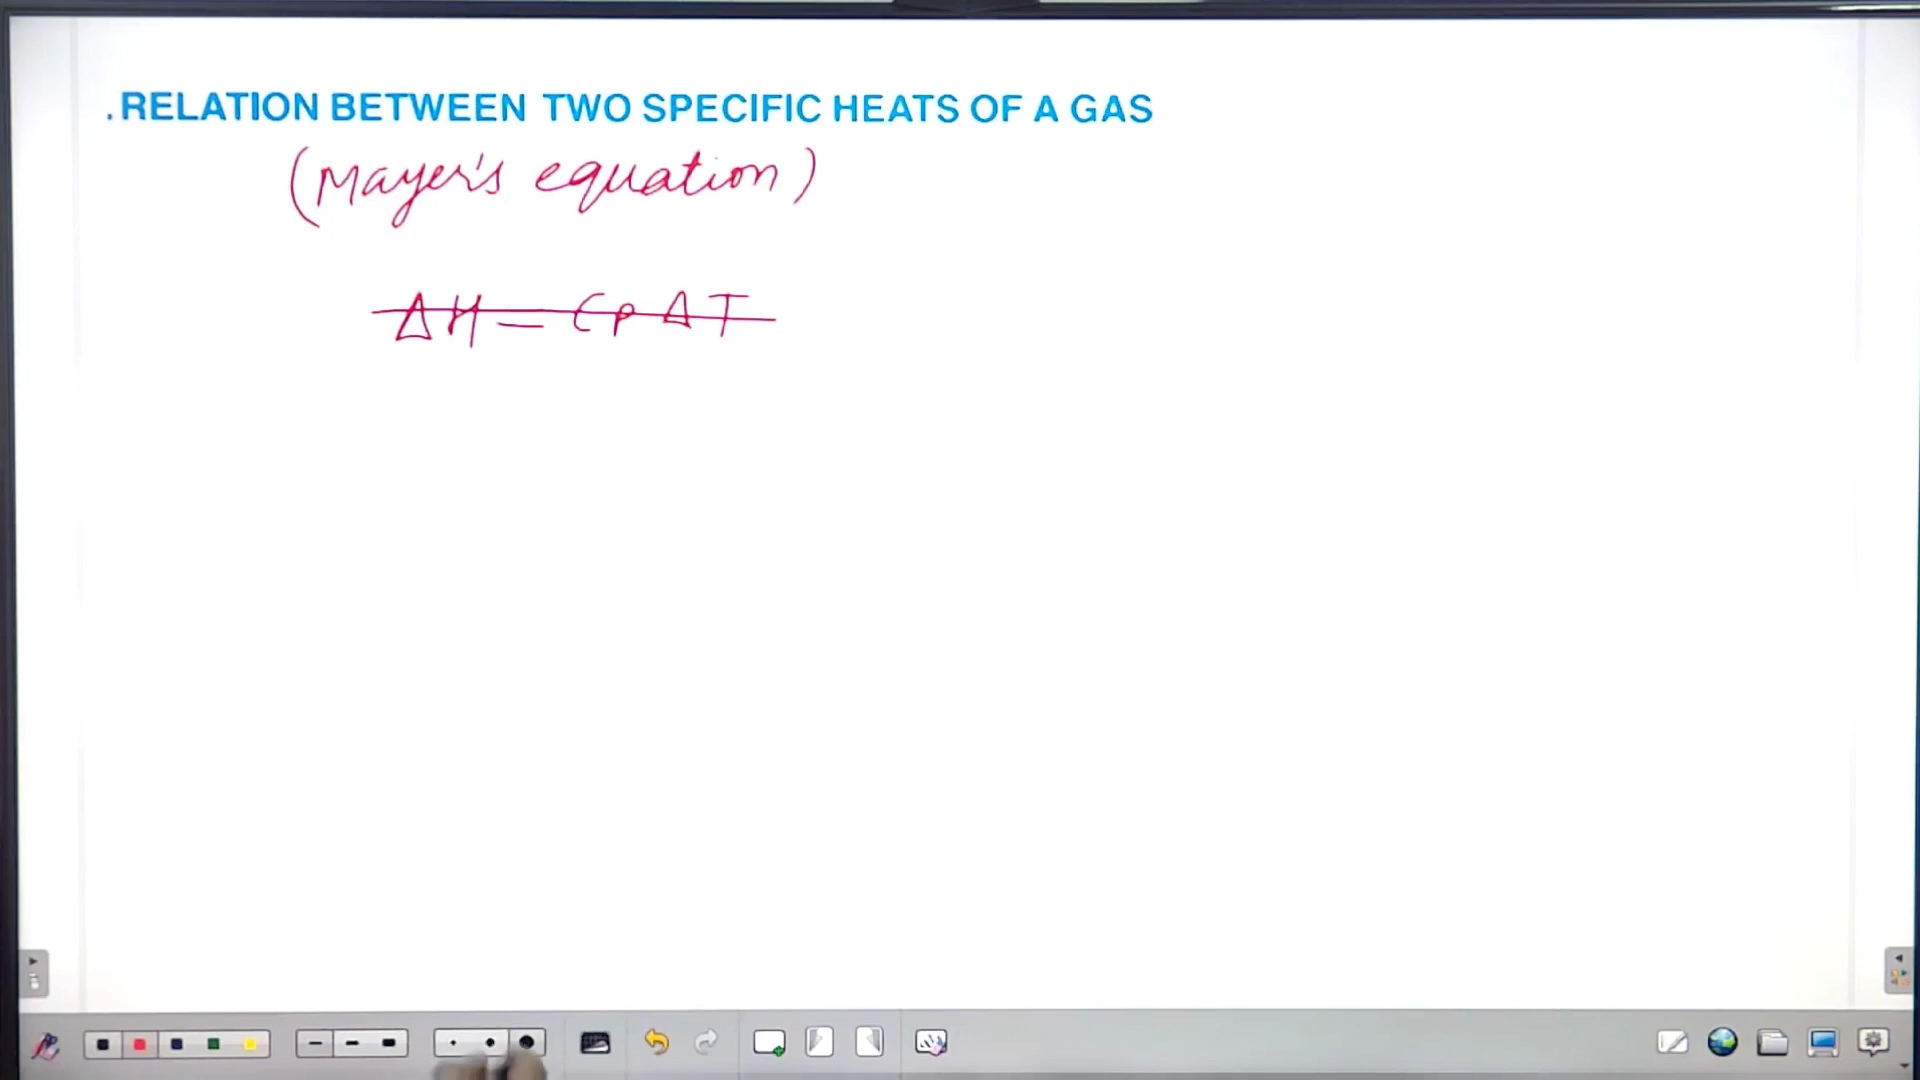 . RELATION BETWEEN TWO SPECIFIC HEATS OF A GAS
(Mayer's equation)
ΔH = Cp ΔT